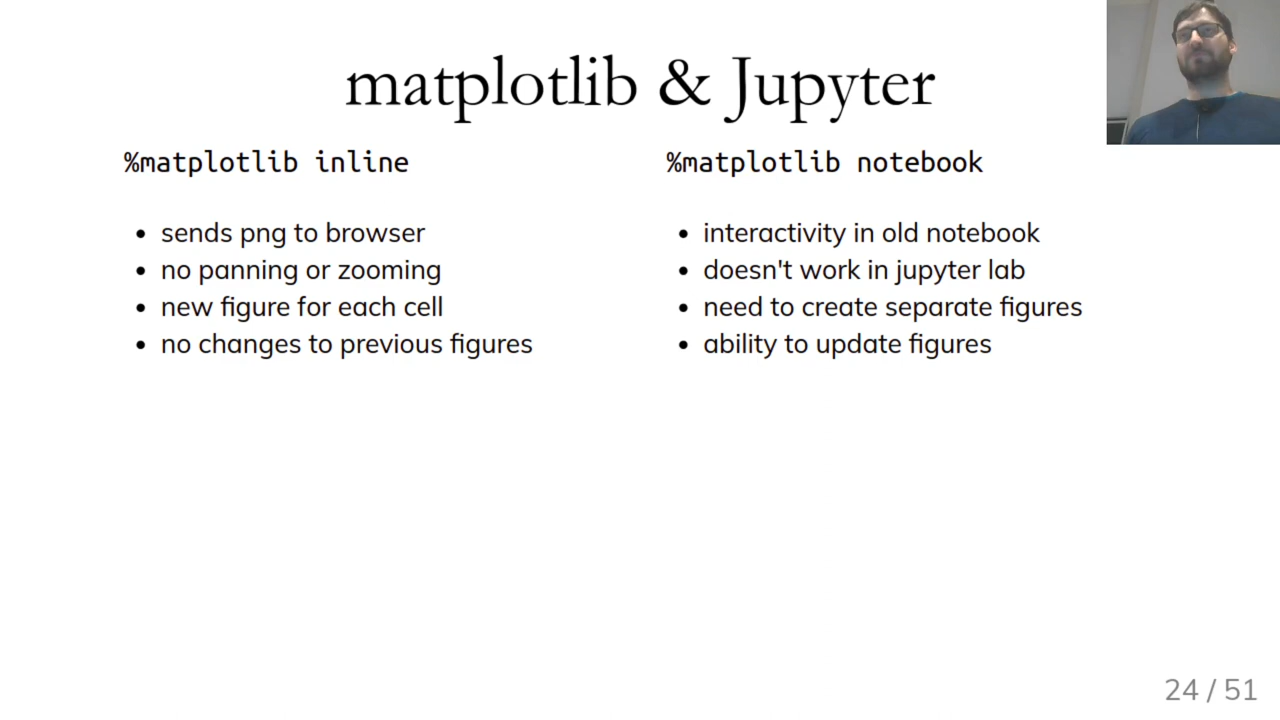 matplotlib & Jupyter
%matplotlib inline
• sends png to browser
• no panning or zooming
• new figure for each cell
• no changes to previous figures
%matplotlib notebook
• interactivity in old notebook
• doesn't work in jupyter lab
• need to create separate figures
• ability to update figures
24 / 51